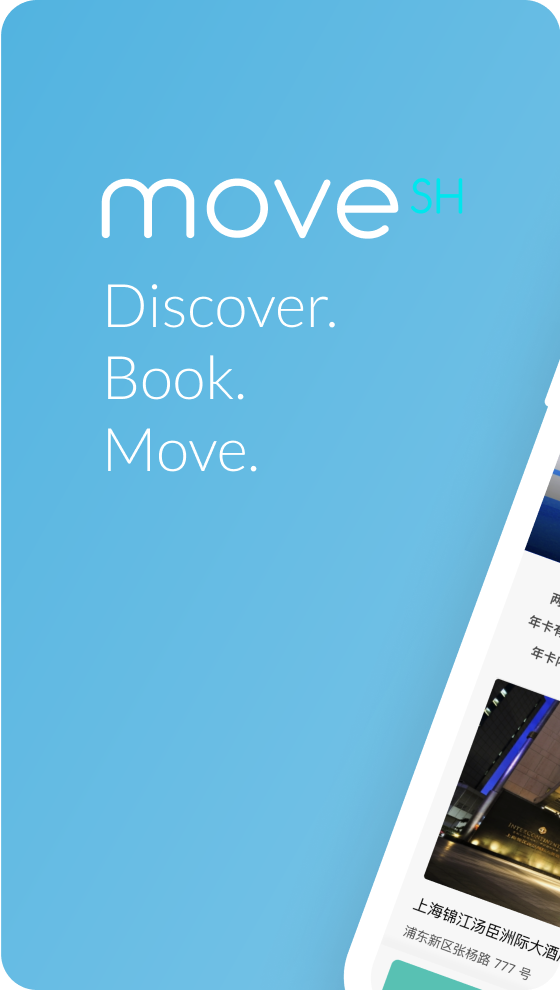 move SH
Discover.
Book.
Move.
年卡
年卡
INTERCONTINENTAL
上海锦江汤臣洲际大酒
浦东新区张杨路 777 号